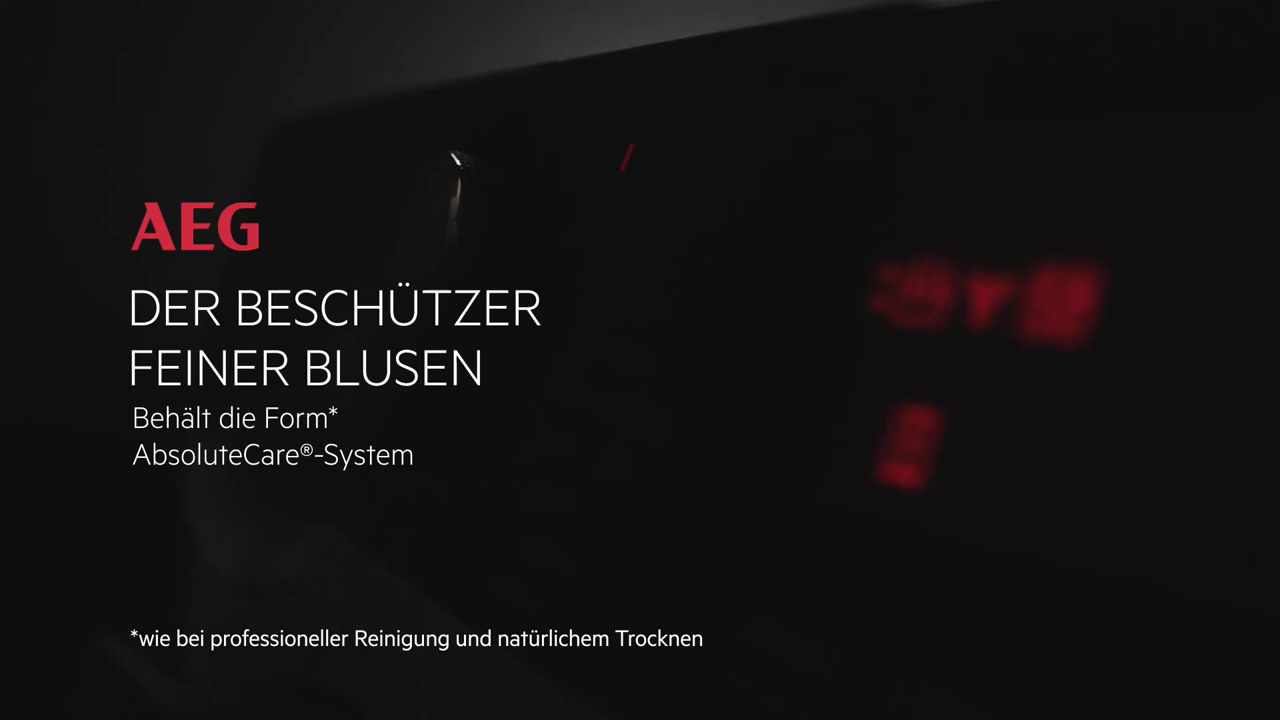 AEG
DER BESCHÜTZER
FEINER BLUSEN
Behält die Form*
AbsoluteCare®-System
*wie bei professioneller Reinigung und natürlichem Trocknen